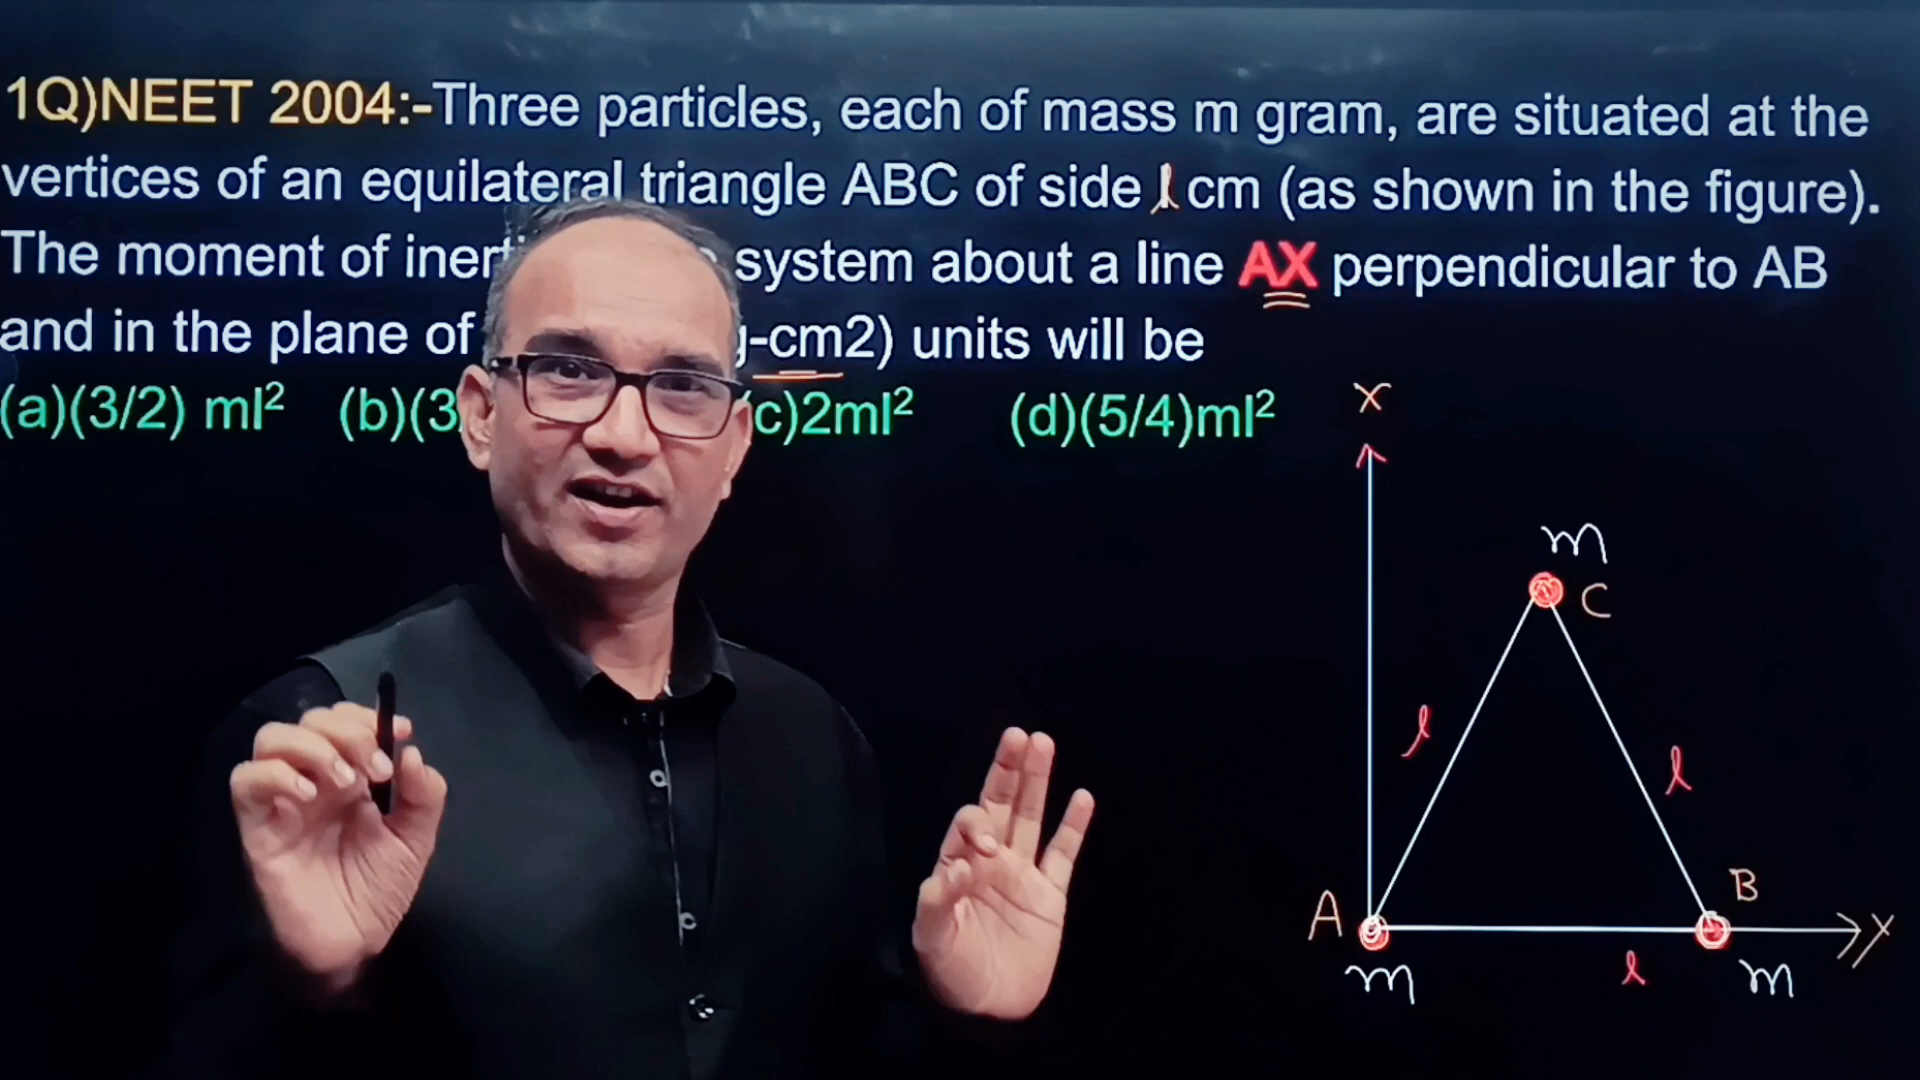 1Q)NEET 2004:-Three particles, each of mass m gram, are situated at the
vertices of an equilateral triangle ABC of side l cm (as shown in the figure).
The moment of system about a line AX perpendicular to AB
and in the plane of -cm2) units will be
(a)(3/2) ml² (b)(3 c)2ml² (d)(5/4)ml²
X
m
C
l
l
B
A
Y
l
m
m